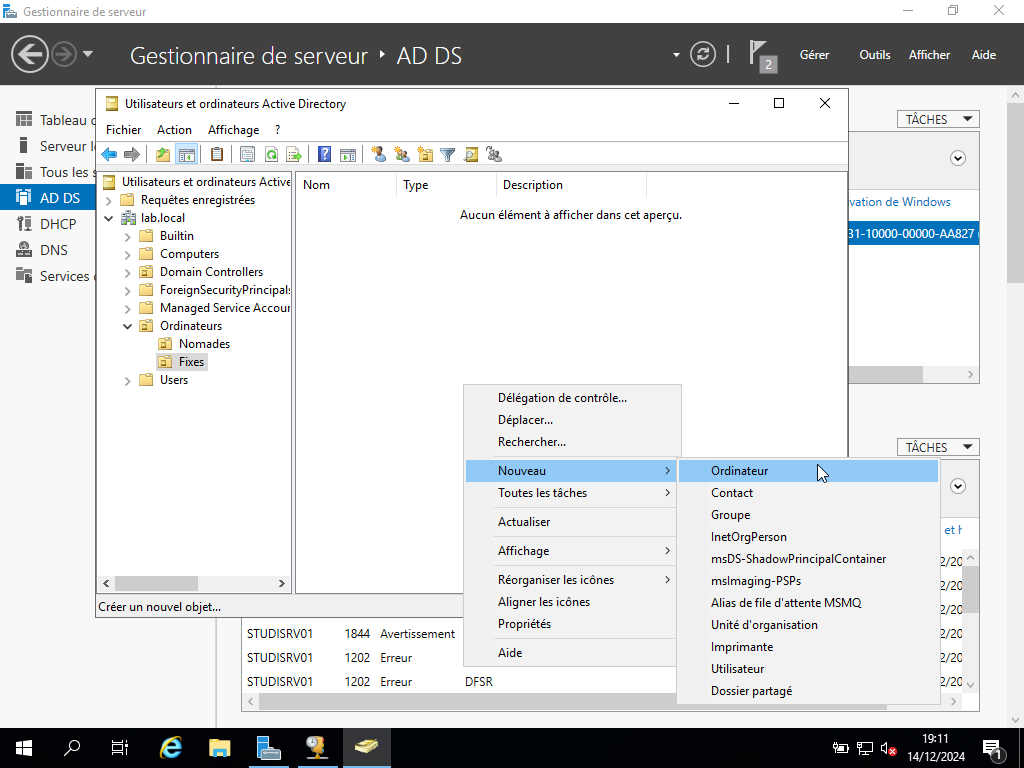 Gestionnaire de serveur
Gestionnaire de serveur ‣ AD DS
2
Gérer
Outils
Afficher
Aide
Utilisateurs et ordinateurs Active Directory
Fichier Action Affichage ?
Tableau
Serveur
Tous les
AD DS
DHCP
DNS
Services
Utilisateurs et ordinateurs Active
Requêtes enregistrées
lab.local
Builtin
Computers
Domain Controllers
ForeignSecurityPrincipals
Managed Service Accoun
Ordinateurs
Nomades
Fixes
Users
Nom Type Description
Aucun élément à afficher dans cet aperçu.
Créer un nouvel objet...
TÂCHES
vation de Windows
31-10000-00000-AA827
TÂCHES
et h
Délégation de contrôle...
Déplacer...
Rechercher...
Nouveau
Toutes les tâches
Actualiser
Affichage
Réorganiser les icônes
Aligner les icônes
Propriétés
Aide
Ordinateur
Contact
Groupe
InetOrgPerson
msDS-ShadowPrincipalContainer
msImaging-PSPs
Alias de file d'attente MSMQ
Unité d'organisation
Imprimante
Utilisateur
Dossier partagé
2/20
2/20
2/20
STUDISRV01 1844 Avertissement 2/20
STUDISRV01 1202 Erreur 2/20
STUDISRV01 1202 Erreur DFSR 2/20
19:11
14/12/2024
1